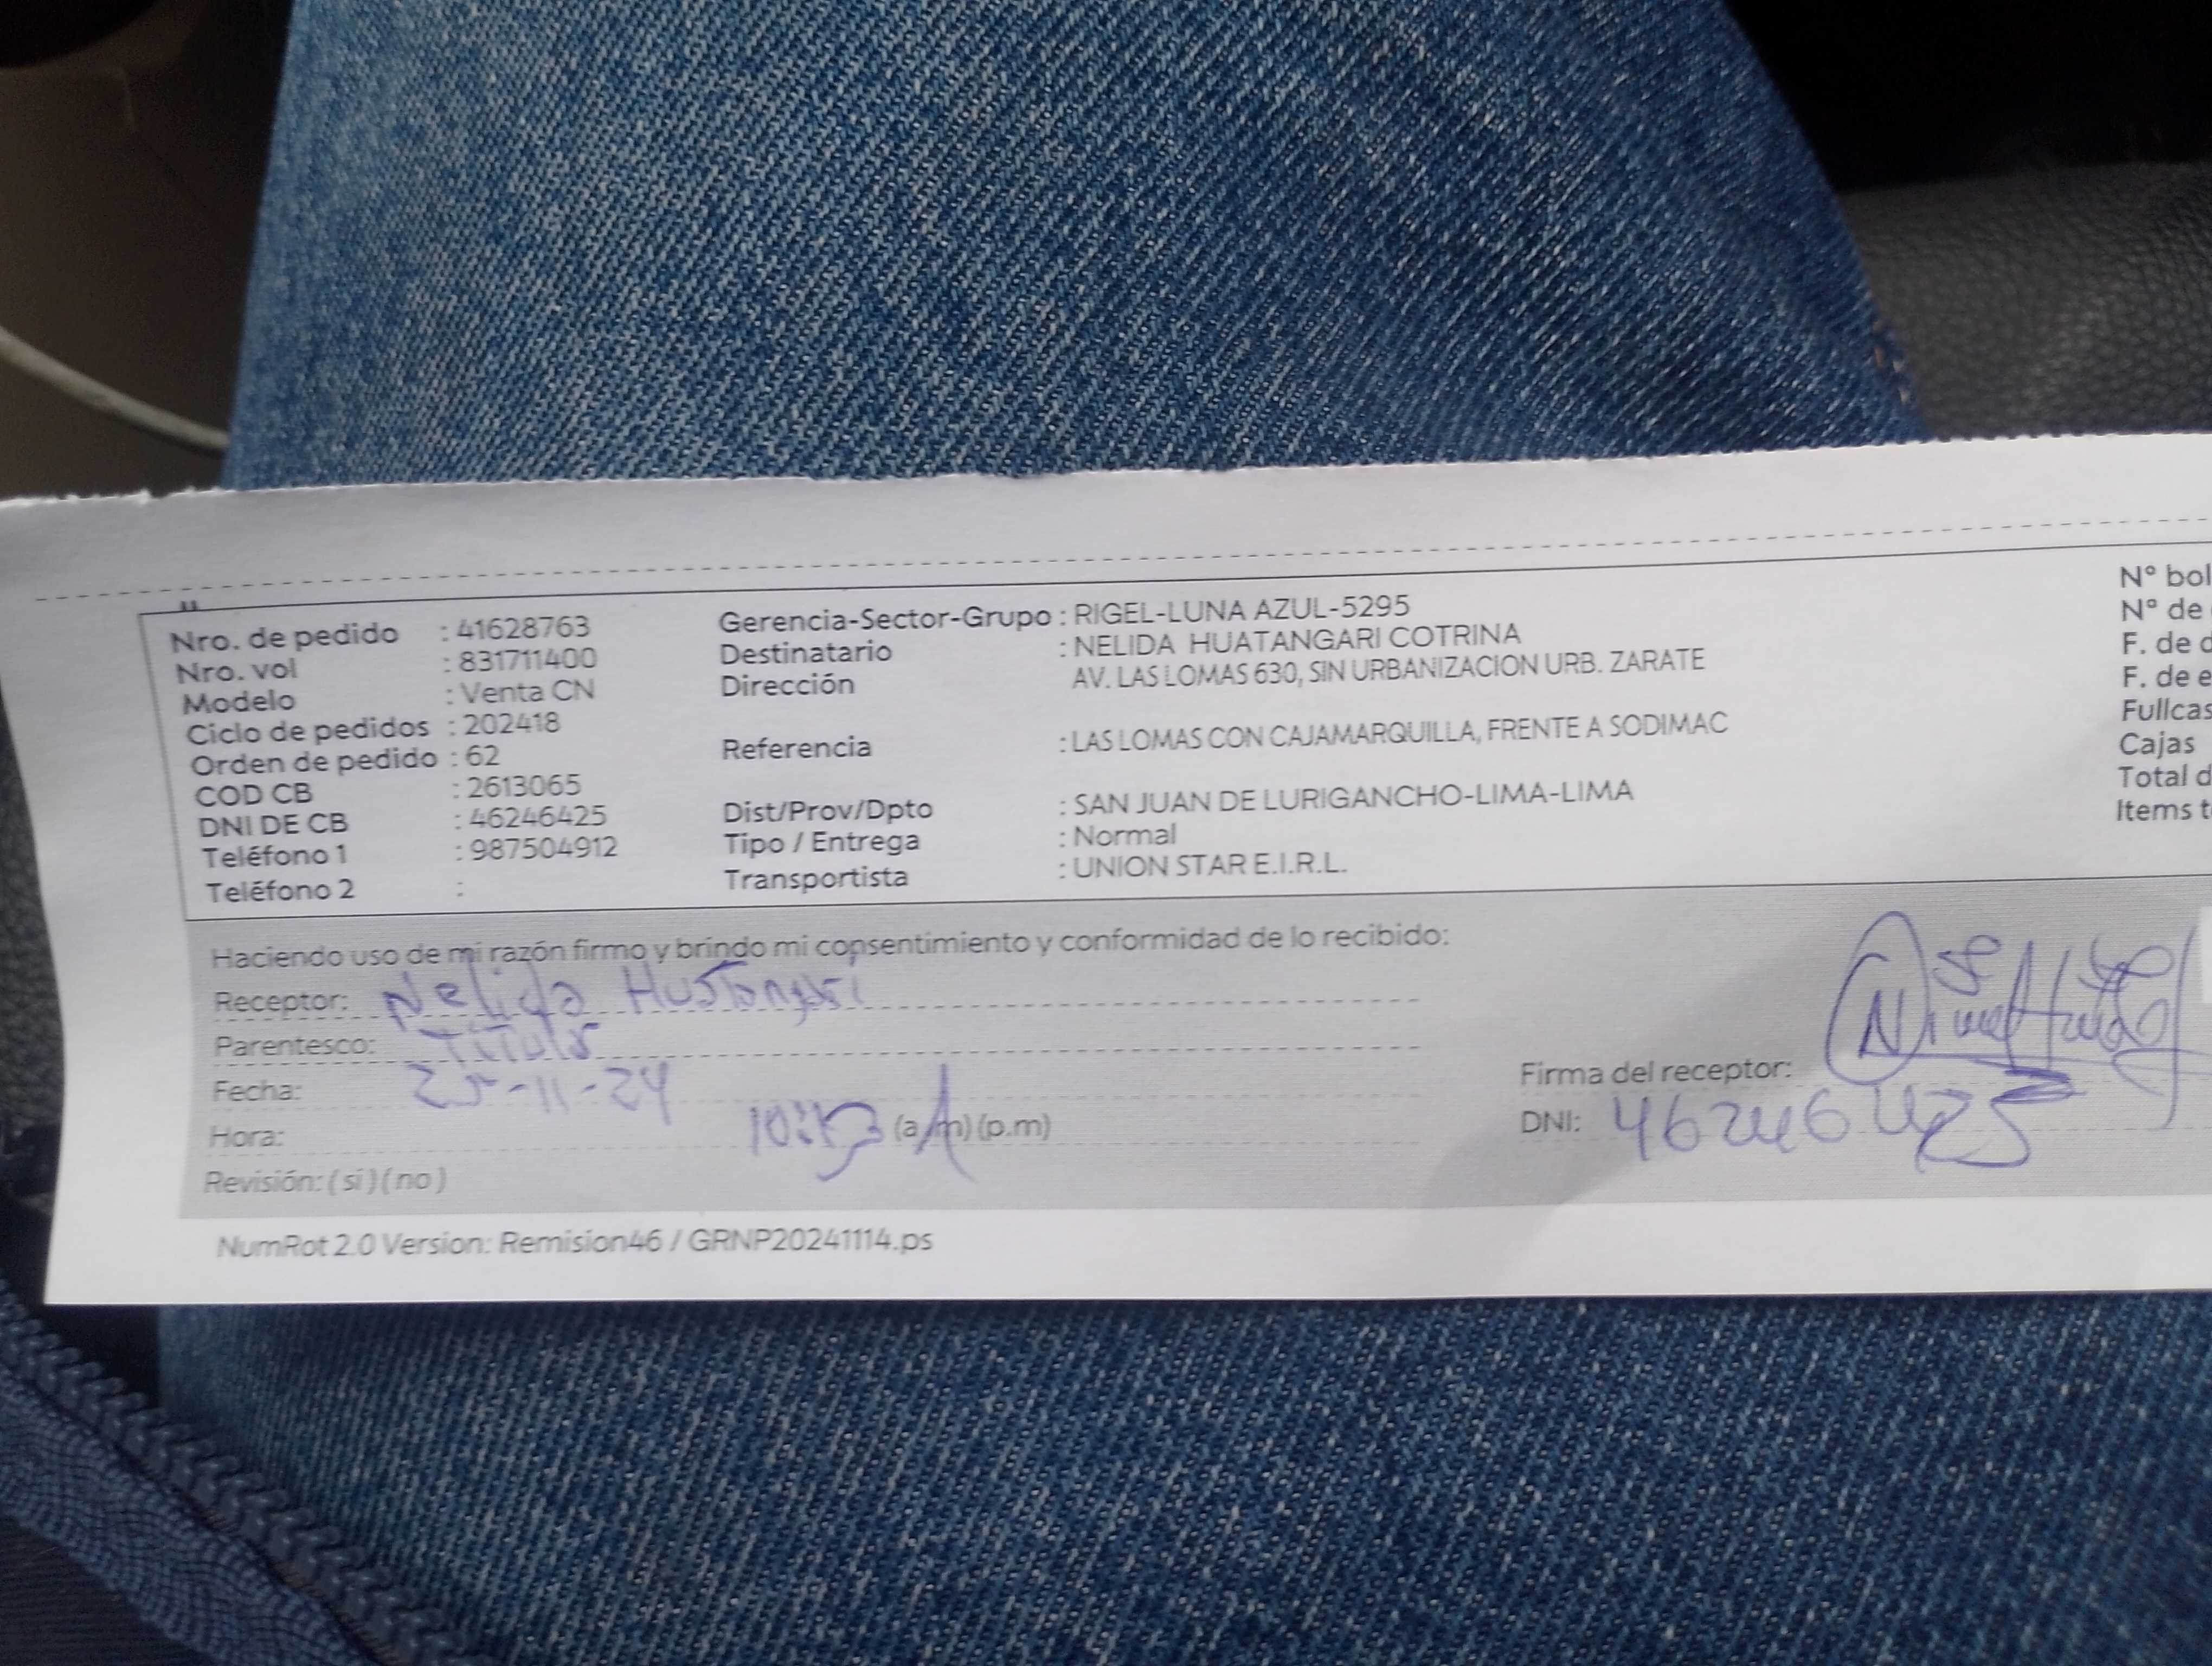 Nro. de pedido : 41628763
Nro. vol : 831711400
Modelo : Venta CN
Ciclo de pedidos : 202418
Orden de pedido : 62
COD CB : 2613065
DNI DE CB : 46246425
Teléfono 1 : 987504912
Teléfono 2 :
Gerencia-Sector-Grupo : RIGEL-LUNA AZUL-5295
Destinatario : NELIDA HUATANGARI COTRINA
Dirección AV. LAS LOMAS 630, SIN URBANIZACION URB. ZARATE
Referencia : LAS LOMAS CON CAJAMARQUILLA, FRENTE A SODIMAC
Dist/Prov/Dpto : SAN JUAN DE LURIGANCHO-LIMA-LIMA
Tipo / Entrega : Normal
Transportista : UNION STAR E.I.R.L.
N° bol
N° de
F. de d
F. de e
Fullcas
Cajas
Total d
Items t
Haciendo uso de mi razón firmo y brindo mi consentimiento y conformidad de lo recibido:
Receptor: Nelida Huatangari
Parentesco: Titular
Fecha: 25-11-24
Hora: (a.m) (p.m)
Revisión: ( si ) ( no )
Firma del receptor:
DNI: 46246425
NumRot 2.0 Version: Remision46 / GRNP20241114.ps